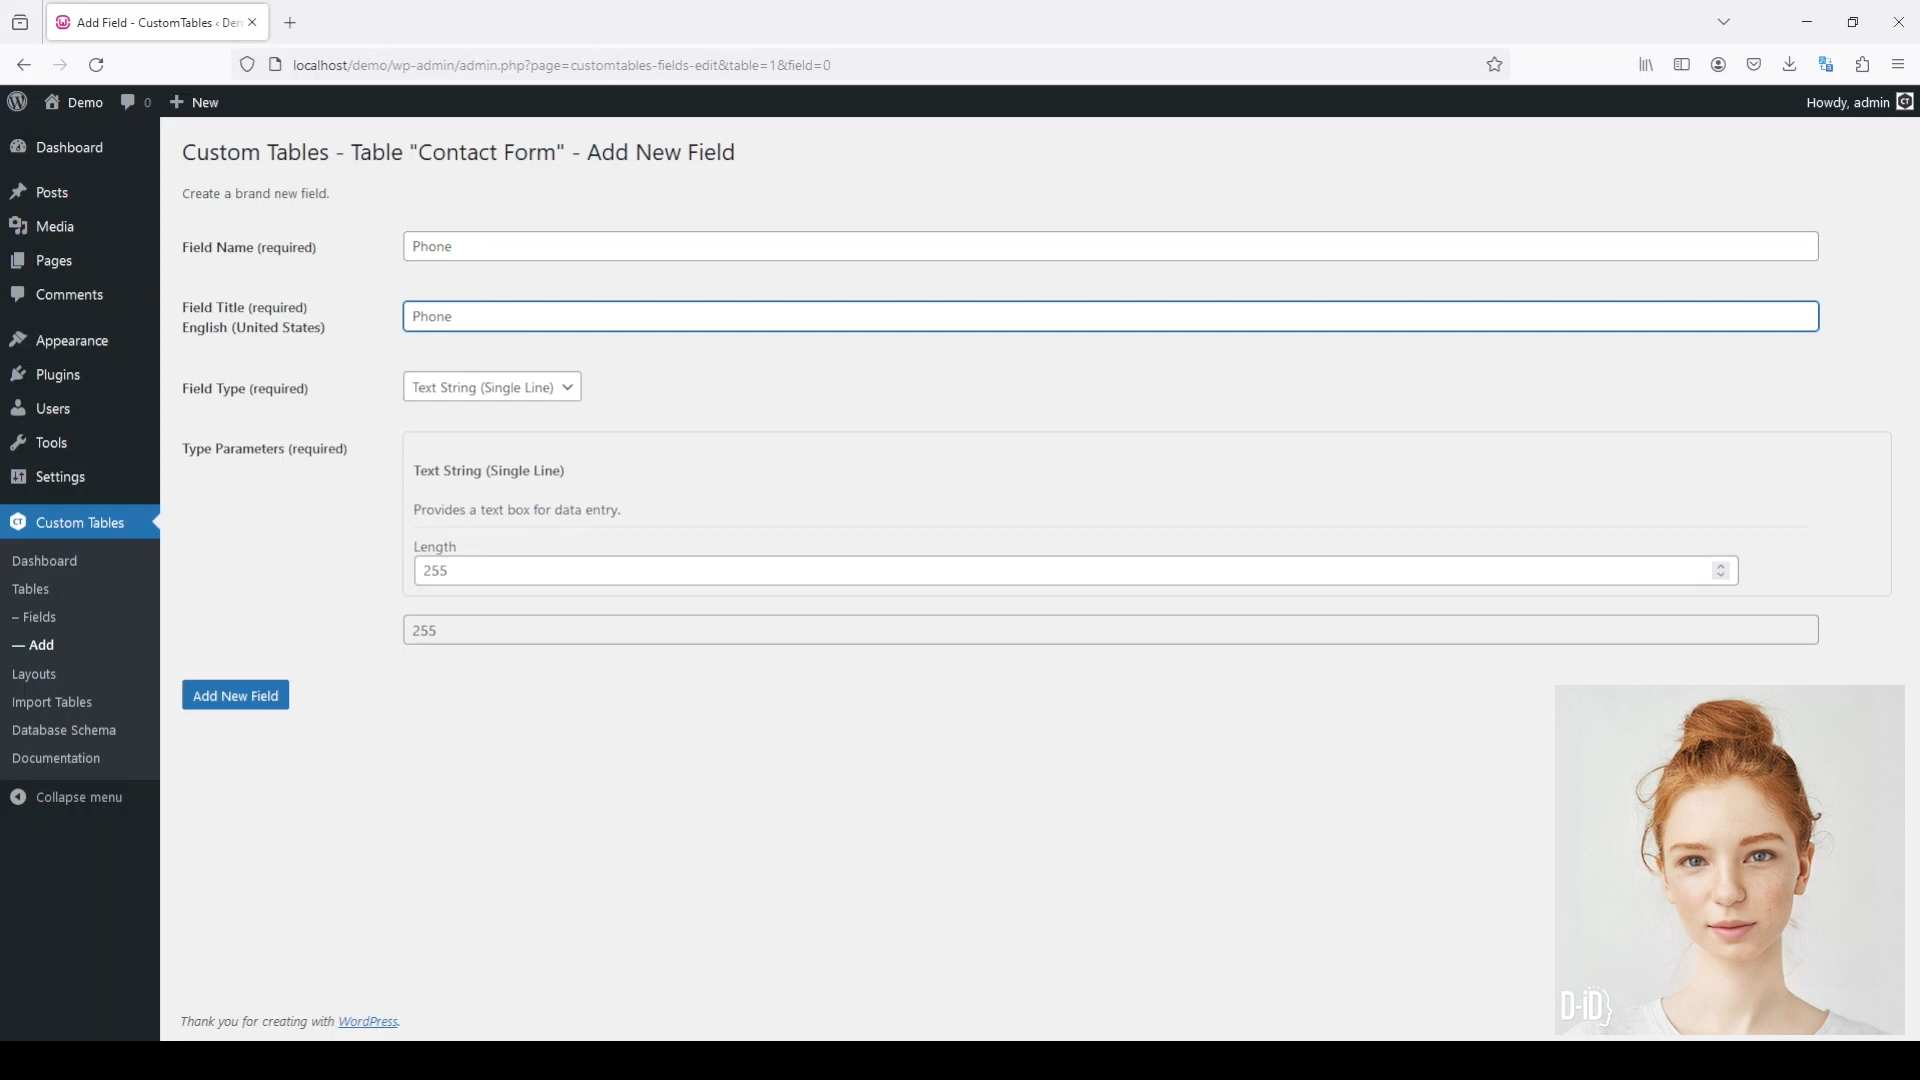 Add Field - CustomTables ‹ Den
localhost/demo/wp-admin/admin.php?page=customtables-fields-edit&table=1&field=0
Demo 0 New
Howdy, admin CT
Dashboard
Posts
Media
Pages
Comments
Appearance
Plugins
Users
Tools
Settings
CT Custom Tables
Dashboard
Tables
– Fields
— Add
Layouts
Import Tables
Database Schema
Documentation
Collapse menu
Custom Tables - Table "Contact Form" - Add New Field
Create a brand new field.
Field Name (required)
Phone
Field Title (required)
English (United States)
Phone
Field Type (required)
Text String (Single Line)
Type Parameters (required)
Text String (Single Line)
Provides a text box for data entry.
Length
255
255
Add New Field
D-iD
Thank you for creating with WordPress.